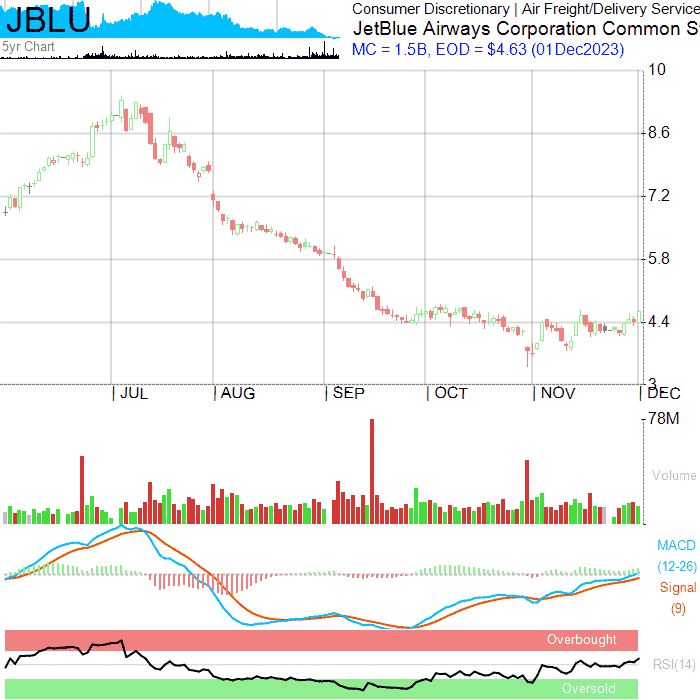 JBLU
5yr Chart
Consumer Discretionary | Air Freight/Delivery Service
JetBlue Airways Corporation Common S
MC = 1.5B, EOD = $4.63 (01Dec2023)
10
8.6
7.2
5.8
4.4
3
JUL AUG SEP OCT NOV DEC
78M
Volume
MACD
(12-26)
Signal
(9)
Overbought
RSI(14)
Oversold